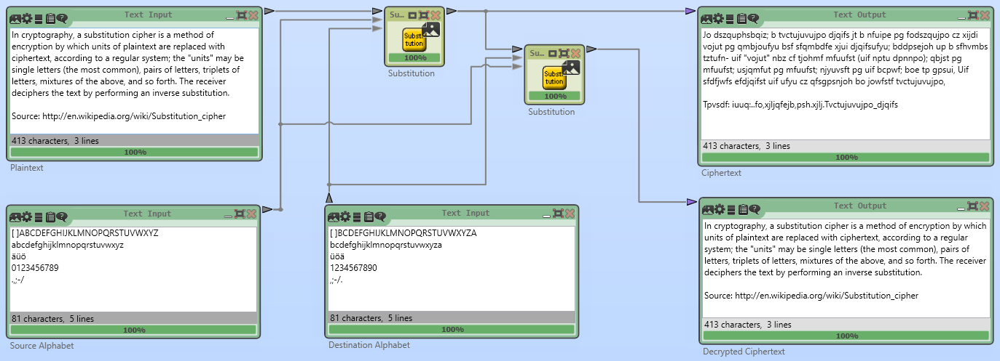 Text Input
In cryptography, a substitution cipher is a method of
encryption by which units of plaintext are replaced with
ciphertext, according to a regular system; the "units" may be
single letters (the most common), pairs of letters, triplets of
letters, mixtures of the above, and so forth. The receiver
deciphers the text by performing an inverse substitution.
Source: http://en.wikipedia.org/wiki/Substitution_cipher
413 characters, 3 lines
100%
Plaintext
Su...
Substi
tution
100%
Substitution
Su...
Substi
tution
100%
Substitution
Text Output
Jo dszquphsbqiz; b tvctujuvujpo djqifs jt b nfuipe pg fodszqujpo cz xijdi
vojut pg qmbjoufyu bsf sfqmbdfe xjui djqifsufyu; bddpsejoh up b sfhvmbs
tztufn- uif "vojut" nbz cf tjohmf mfuufst (uif nptu dpnnpo); qbjst pg
mfuufst; usjqmfut pg mfuufst; njyuvsft pg uif bcpwf; boe tp gpsui, Uif
sfdfjwfs efdjqifst uif ufyu cz qfsgpsnjoh bo jowfstf tvctujuvujpo,
Tpvsdf: iuuq:..fo,xjljqfejb,psh.xjlj.Tvctujuvujpo_djqifs
413 characters, 3 lines
100%
Ciphertext
Text Input
[ ]ABCDEFGHIJKLMNOPQRSTUVWXYZ
abcdefghijklmnopqrstuvwxyz
äüö
0123456789
.,;-/
81 characters, 5 lines
100%
Source Alphabet
Text Input
[ ]BCDEFGHIJKLMNOPQRSTUVWXYZA
bcdefghijklmnopqrstuvwxyza
üöä
1234567890
,;-/.
81 characters, 5 lines
100%
Destination Alphabet
Text Output
In cryptography, a substitution cipher is a method of encryption by which
units of plaintext are replaced with ciphertext, according to a regular
system; the "units" may be single letters (the most common), pairs of
letters, triplets of letters, mixtures of the above, and so forth. The receiver
deciphers the text by performing an inverse substitution.
Source: http://en.wikipedia.org/wiki/Substitution_cipher
413 characters, 3 lines
100%
Decrypted Ciphertext